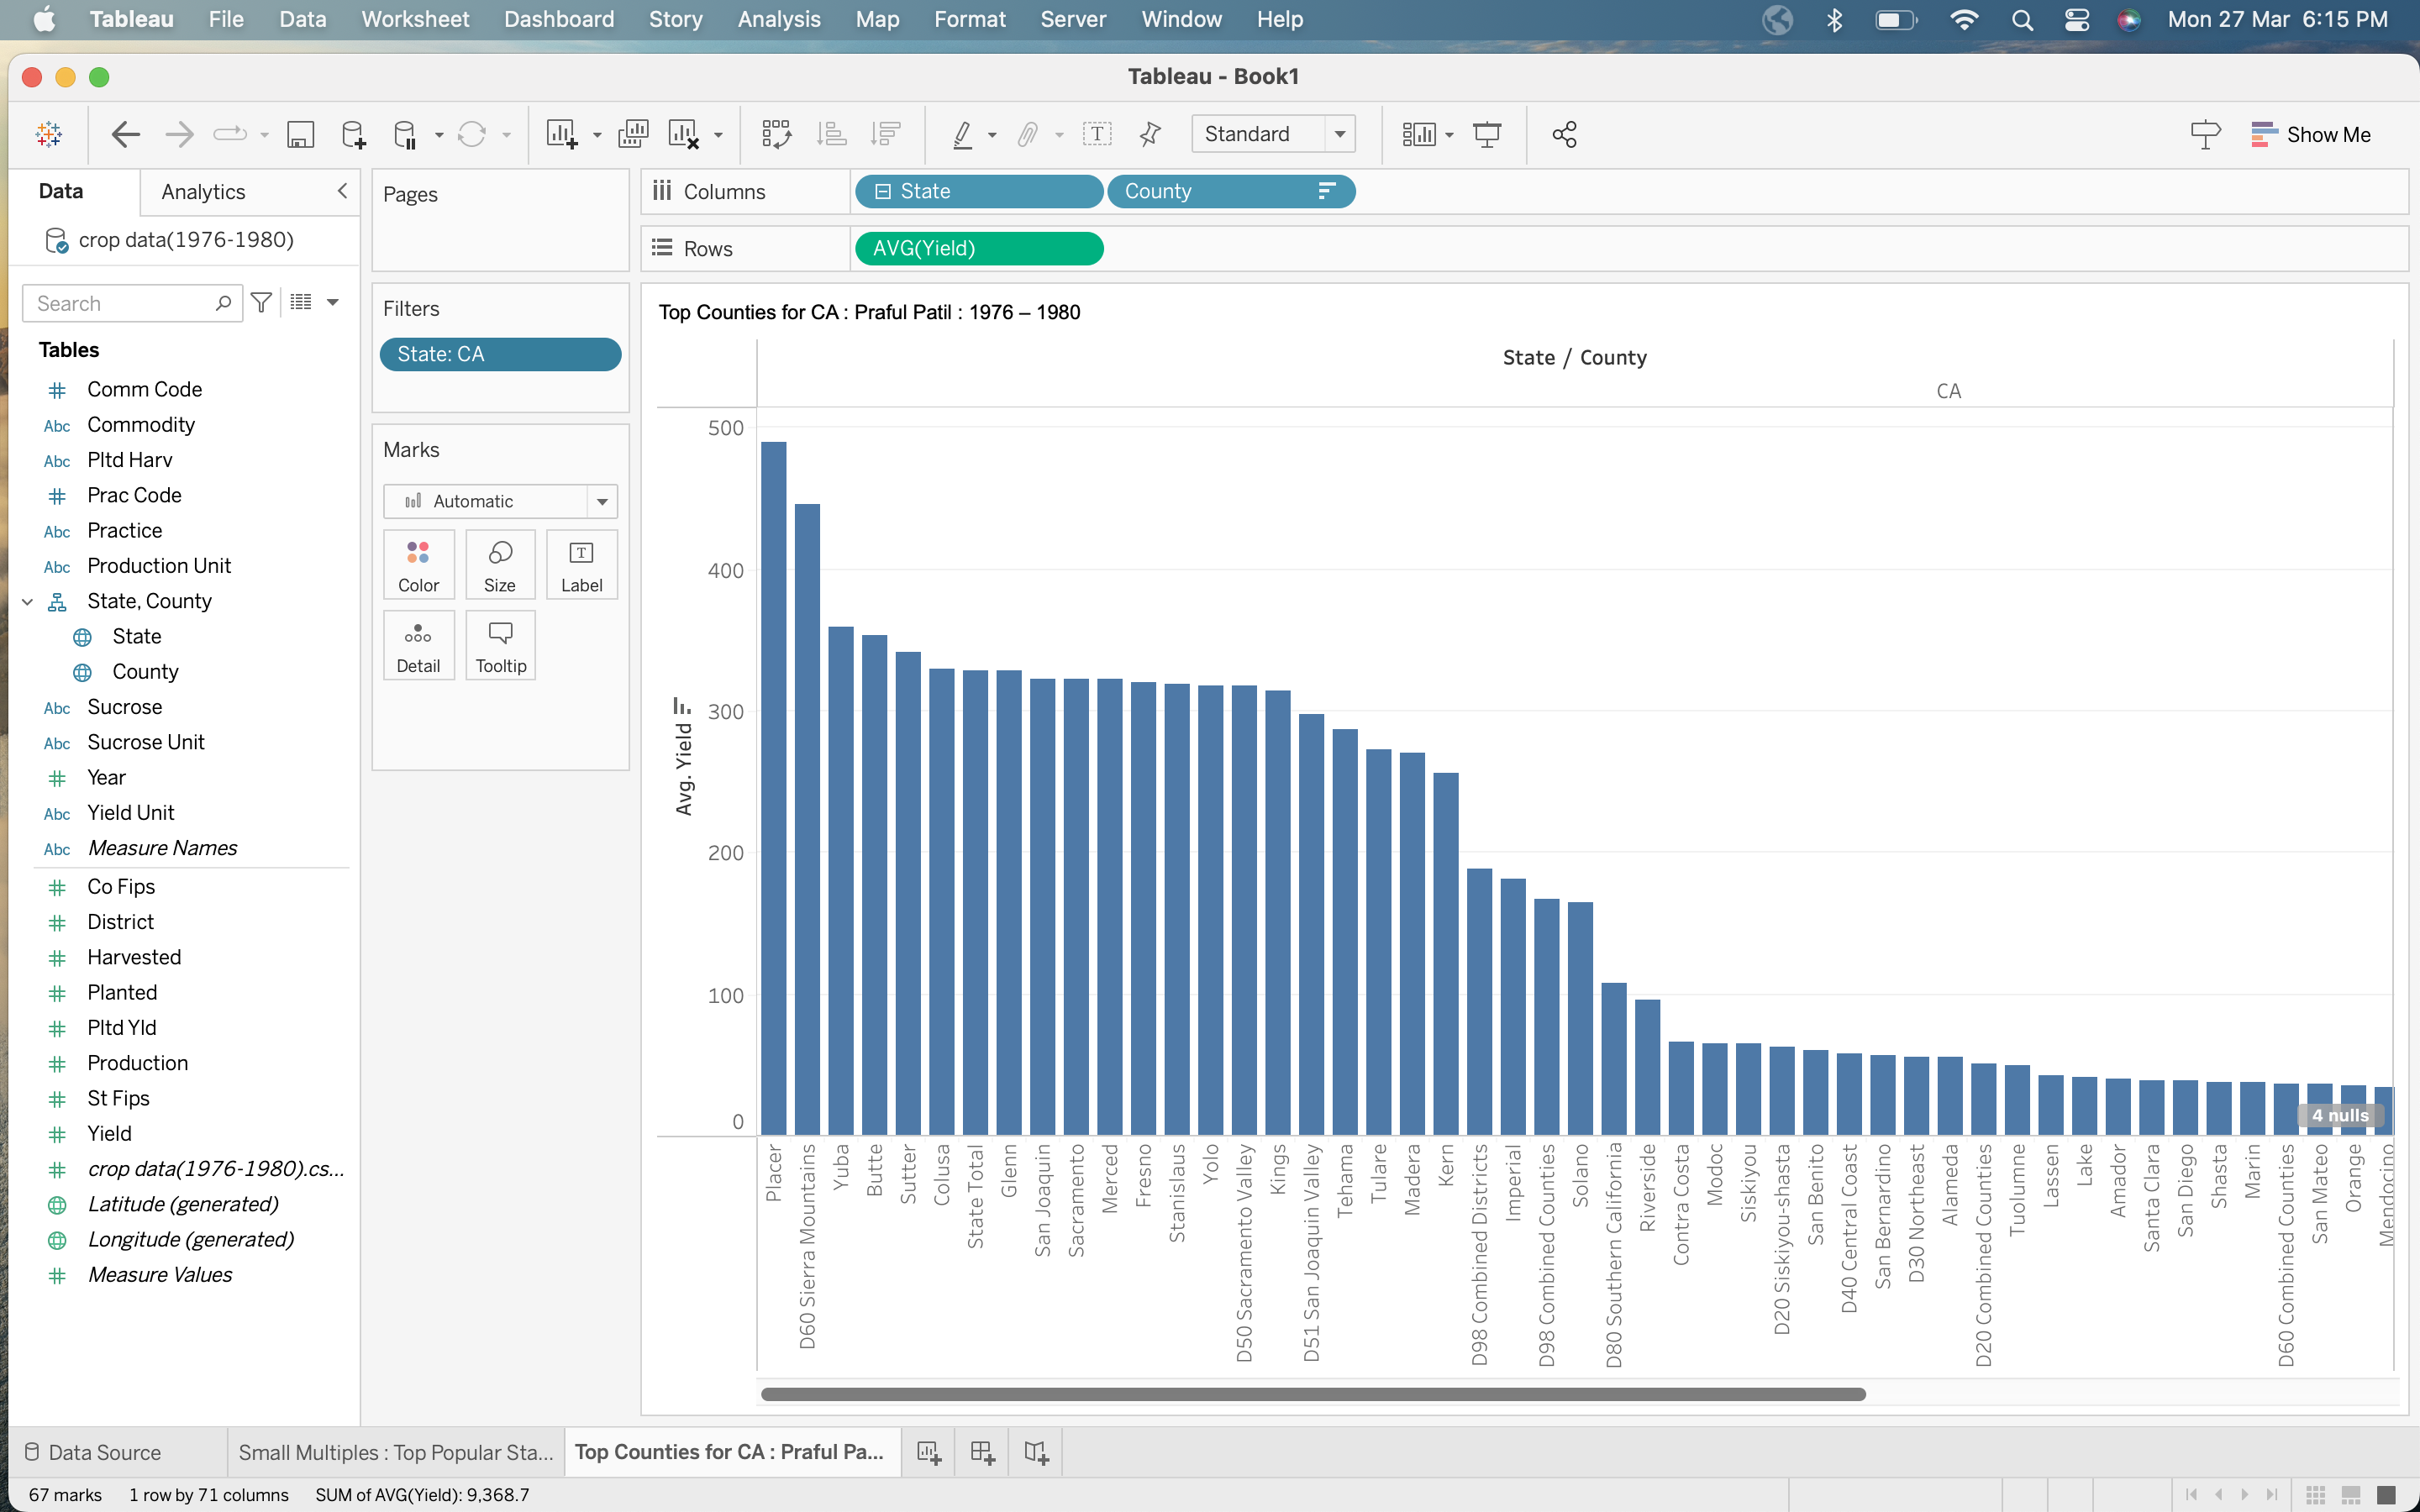 Tableau File Data Worksheet Dashboard Story Analysis Map Format Server Window Help Mon 27 Mar 6:15 PM
Tableau - Book1
Standard Show Me
Data Analytics
crop data(1976-1980)
Search
Tables
Comm Code
Abc Commodity
Abc Pltd Harv
Prac Code
Abc Practice
Abc Production Unit
State, County
State
County
Abc Sucrose
Abc Sucrose Unit
Year
Abc Yield Unit
Abc Measure Names
Co Fips
District
Harvested
Planted
Pltd Yld
Production
St Fips
Yield
crop data(1976-1980).cs...
Latitude (generated)
Longitude (generated)
Measure Values
Pages
Filters
State: CA
Marks
Automatic
Color Size Label
Detail Tooltip
Columns State County
Rows AVG(Yield)
Top Counties for CA : Praful Patil : 1976 – 1980
State / County
CA
Avg. Yield
500
400
300
200
100
0
4 nulls
Placer
D60 Sierra Mountains
Yuba
Butte
Sutter
Colusa
State Total
Glenn
San Joaquin
Sacramento
Merced
Fresno
Stanislaus
Yolo
D50 Sacramento Valley
Kings
D51 San Joaquin Valley
Tehama
Tulare
Madera
Kern
D98 Combined Districts
Imperial
D98 Combined Counties
Solano
D80 Southern California
Riverside
Contra Costa
Modoc
Siskiyou
D20 Siskiyou-shasta
San Benito
D40 Central Coast
San Bernardino
D30 Northeast
Alameda
D20 Combined Counties
Tuolumne
Lassen
Lake
Amador
Santa Clara
San Diego
Shasta
Marin
D60 Combined Counties
San Mateo
Orange
Mendocino
Data Source Small Multiples : Top Popular Sta... Top Counties for CA : Praful Pa...
67 marks 1 row by 71 columns SUM of AVG(Yield): 9,368.7